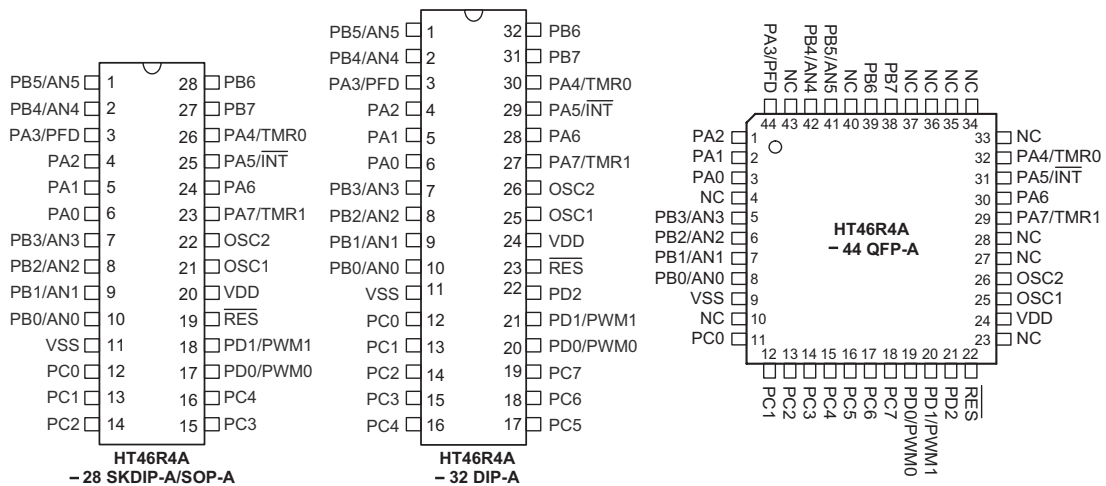 PB5/AN5 1 28 PB6
PB4/AN4 2 27 PB7
PA3/PFD 3 26 PA4/TMR0
PA2 4 25 PA5/INT
PA1 5 24 PA6
PA0 6 23 PA7/TMR1
PB3/AN3 7 22 OSC2
PB2/AN2 8 21 OSC1
PB1/AN1 9 20 VDD
PB0/AN0 10 19 RES
VSS 11 18 PD1/PWM1
PC0 12 17 PD0/PWM0
PC1 13 16 PC4
PC2 14 15 PC3
HT46R4A
– 28 SKDIP-A/SOP-A
PB5/AN5 1 32 PB6
PB4/AN4 2 31 PB7
PA3/PFD 3 30 PA4/TMR0
PA2 4 29 PA5/INT
PA1 5 28 PA6
PA0 6 27 PA7/TMR1
PB3/AN3 7 26 OSC2
PB2/AN2 8 25 OSC1
PB1/AN1 9 24 VDD
PB0/AN0 10 23 RES
VSS 11 22 PD2
PC0 12 21 PD1/PWM1
PC1 13 20 PD0/PWM0
PC2 14 19 PC7
PC3 15 18 PC6
PC4 16 17 PC5
HT46R4A
– 32 DIP-A
PA3/PFD NC PB4/AN4 PB5/AN5 NC PB6 PB7 NC NC NC NC
44 43 42 41 40 39 38 37 36 35 34
PA2 1 33 NC
PA1 2 32 PA4/TMR0
PA0 3 31 PA5/INT
NC 4 30 PA6
PB3/AN3 5 29 PA7/TMR1
PB2/AN2 6 28 NC
PB1/AN1 7 27 NC
PB0/AN0 8 26 OSC2
VSS 9 25 OSC1
NC 10 24 VDD
PC0 11 23 NC
HT46R4A
– 44 QFP-A
12 13 14 15 16 17 18 19 20 21 22
PC1 PC2 PC3 PC4 PC5 PC6 PC7 PD0/PWM0 PD1/PWM1 PD2 RES